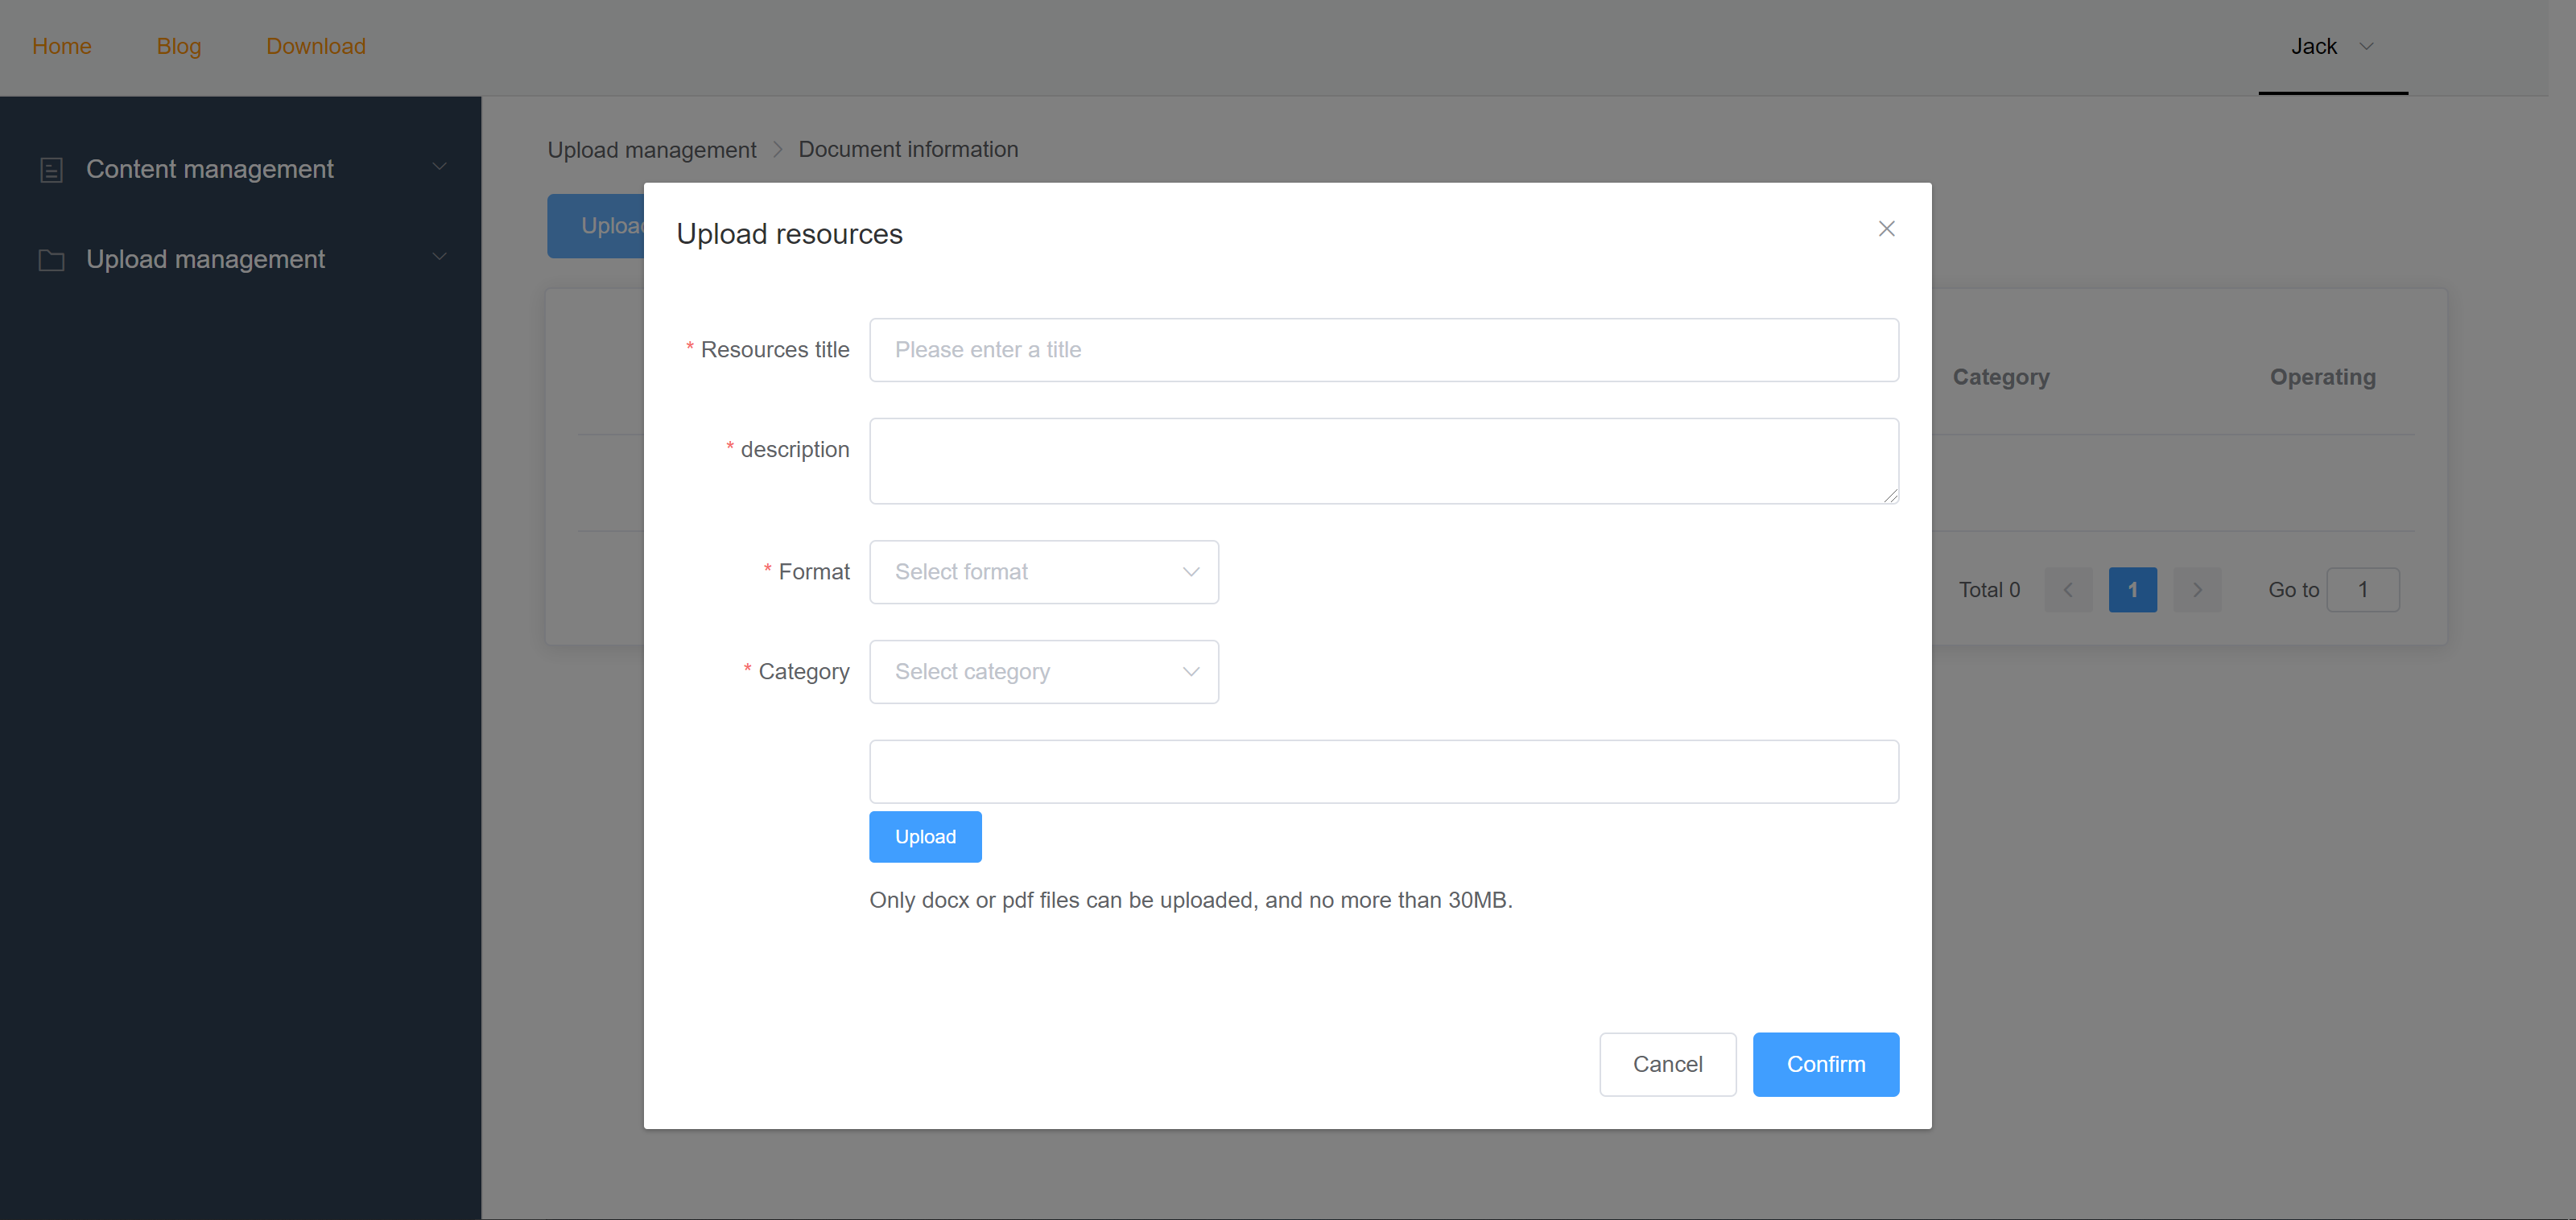 Home Blog Download Jack
Content management
Upload management
Upload management > Document information
Upload resources
* Resources title Please enter a title
Category Operating
* description
* Format Select format
Total 0 < 1 > Go to 1
* Category Select category
Upload
Only docx or pdf files can be uploaded, and no more than 30MB.
Cancel Confirm